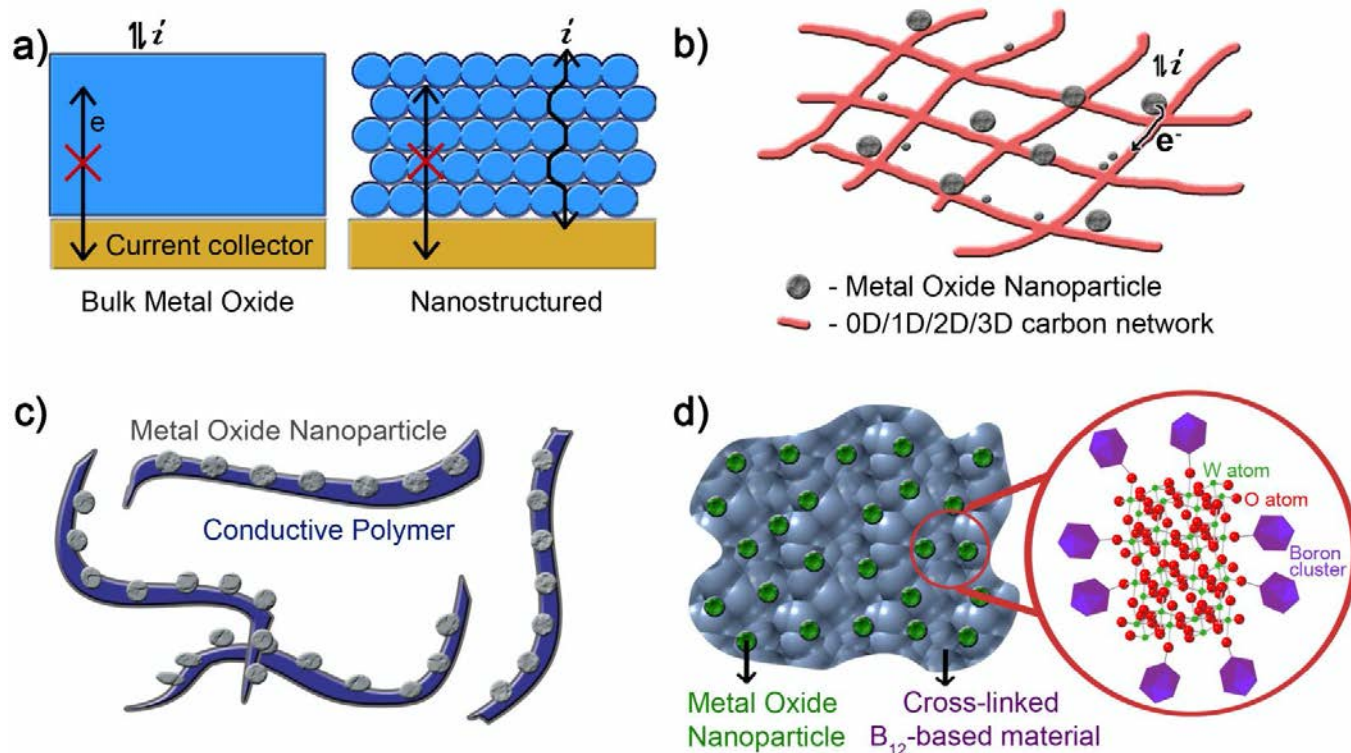 a)
⥮ i′
e
Current collector
Bulk Metal Oxide
i′
Nanostructured
b)
⥮ i′
e⁻
- Metal Oxide Nanoparticle
- 0D/1D/2D/3D carbon network
c)
Metal Oxide Nanoparticle
Conductive Polymer
d)
W atom
O atom
Boron
cluster
Metal Oxide
Nanoparticle
Cross-linked
B₁₂-based material